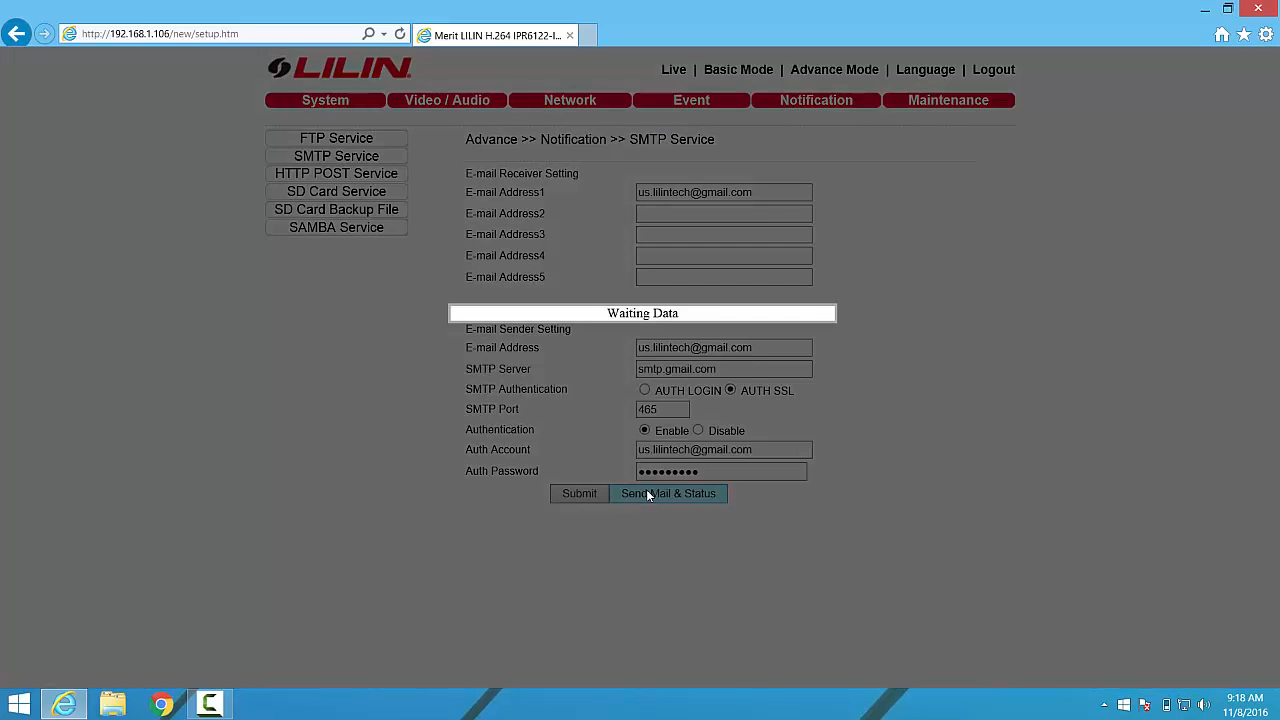 http://192.168.1.106/new/setup.htm
Merit LILIN H.264 IPR6122-I...
LILIN
Live | Basic Mode | Advance Mode | Language | Logout
System Video / Audio Network Event Notification Maintenance
FTP Service
SMTP Service
HTTP POST Service
SD Card Service
SD Card Backup File
SAMBA Service
Advance >> Notification >> SMTP Service
E-mail Receiver Setting
E-mail Address1 us.lilintech@gmail.com
E-mail Address2
E-mail Address3
E-mail Address4
E-mail Address5
Waiting Data
E-mail Sender Setting
E-mail Address us.lilintech@gmail.com
SMTP Server smtp.gmail.com
SMTP Authentication AUTH LOGIN AUTH SSL
SMTP Port 465
Authentication Enable Disable
Auth Account us.lilintech@gmail.com
Auth Password •••••••••
Submit Send Mail & Status
9:18 AM
11/8/2016